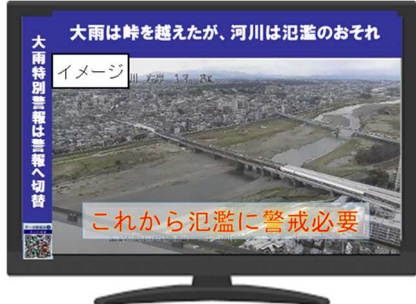 大雨は峠を越えたが、河川は氾濫のおそれ
大雨特別警報は警報へ切替
イメージ
これから氾濫に警戒必要